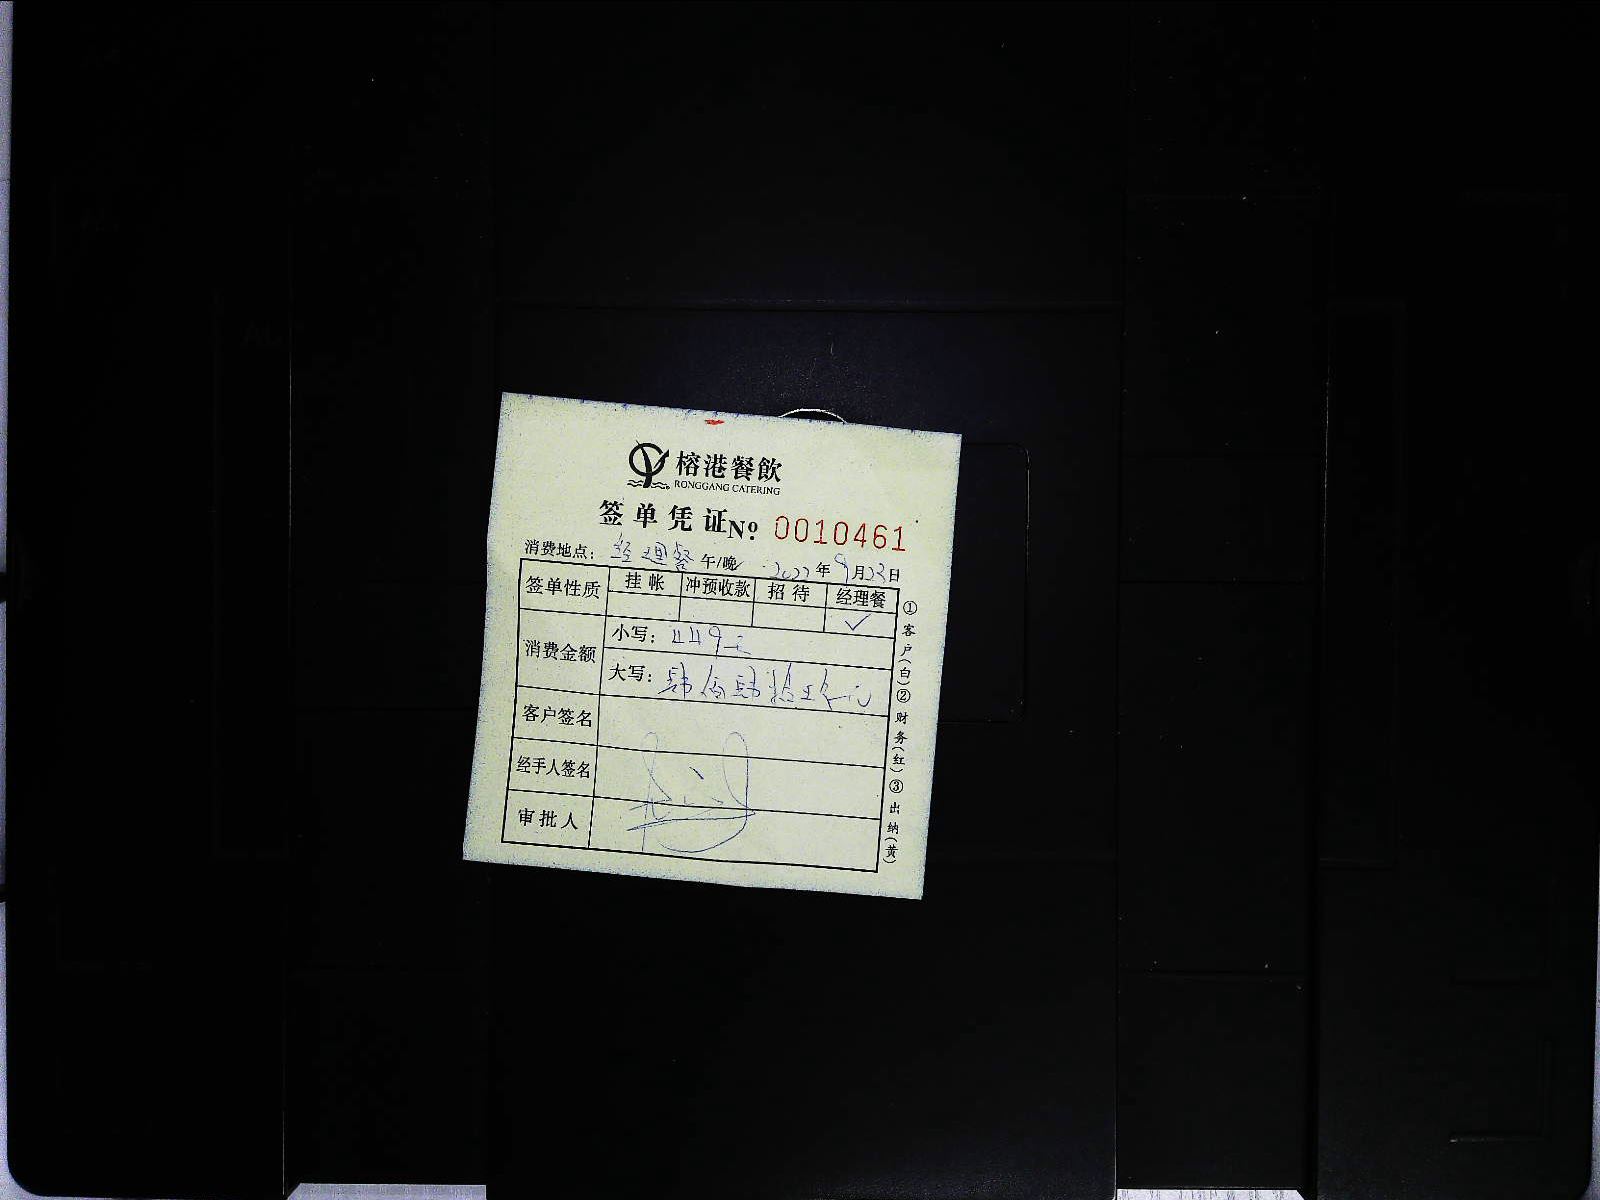 榕港餐飲
RONGGANG CATERING
签单凭证 Nº: 0010461
消费地点: 经理餐 午/晚 2022年9月23日
签单性质 挂帐 冲预收款 招待 经理餐
✓
消费金额 小写: 449元
大写: 肆佰肆拾玖元
客户签名
经手人签名
审批人
①客户(白)②财务(红)③出纳(黄)